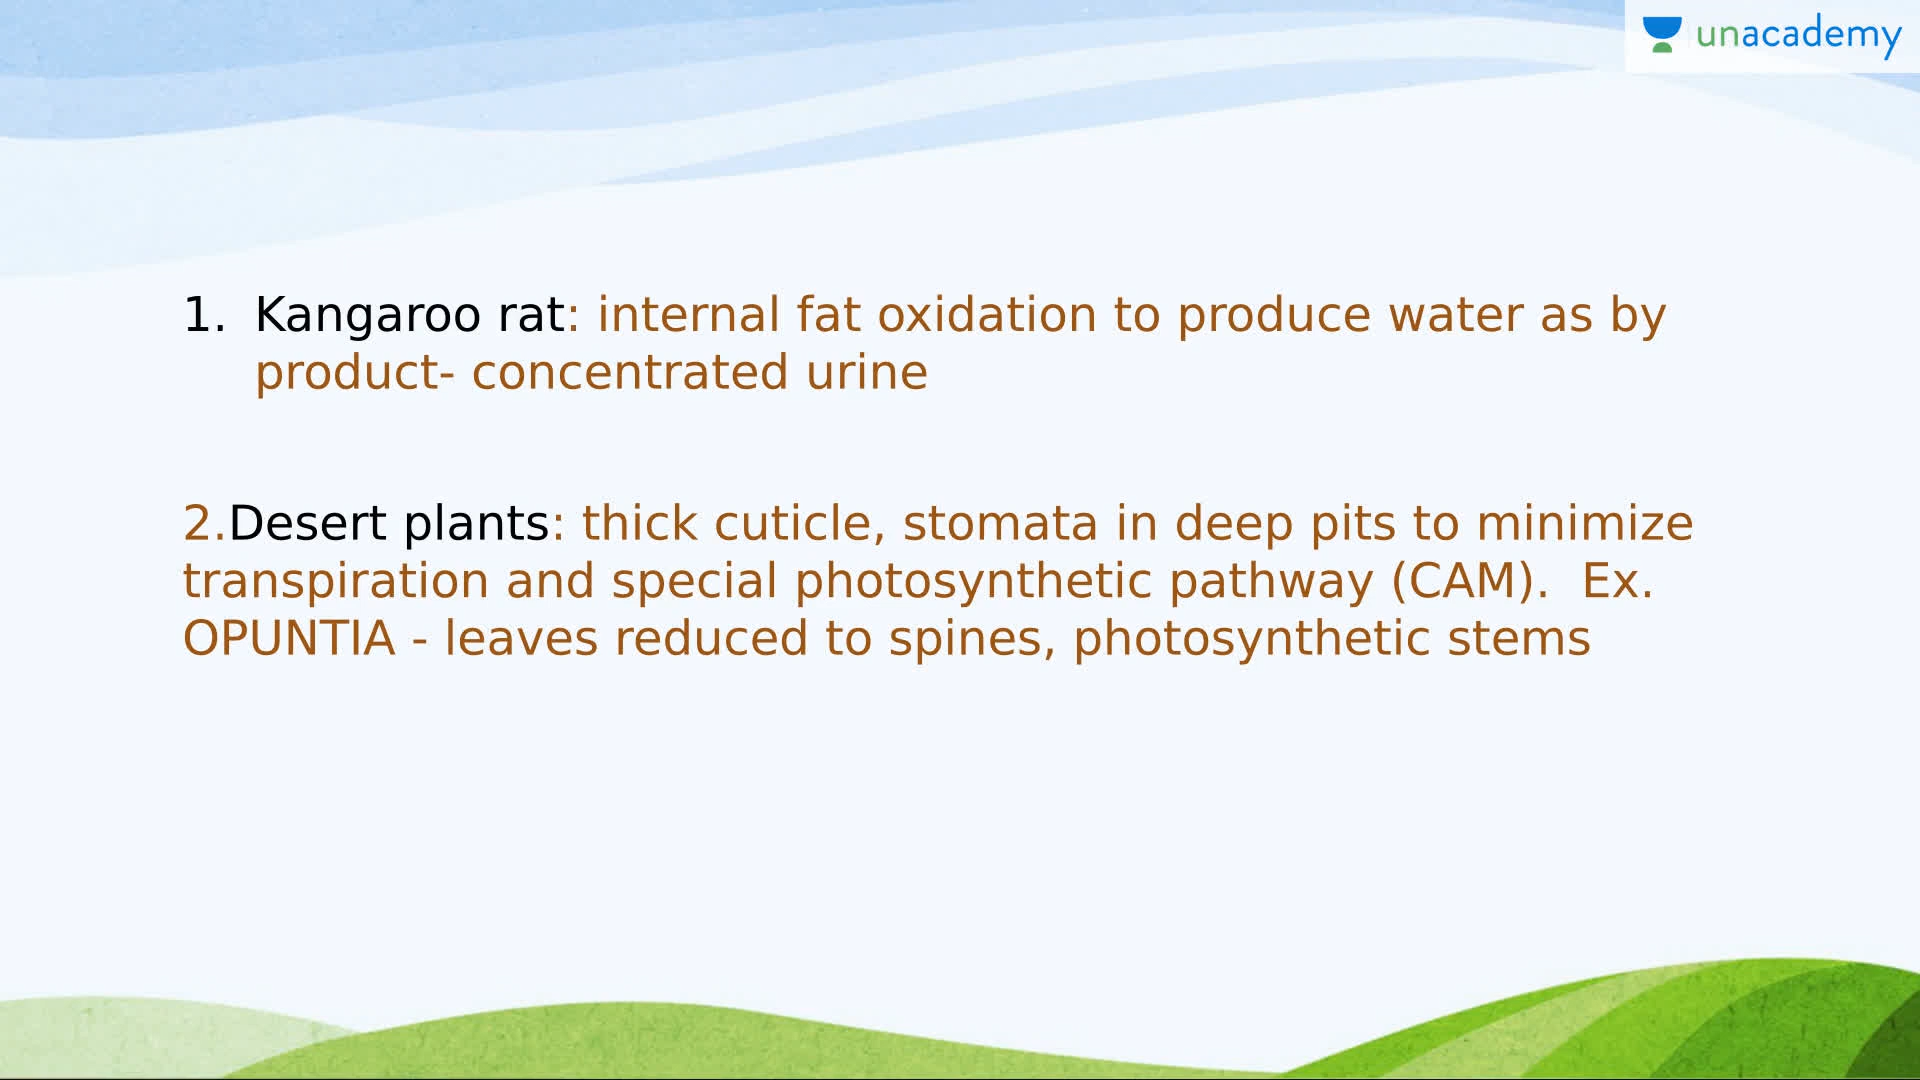 unacademy
1. Kangaroo rat: internal fat oxidation to produce water as by
product- concentrated urine
2.Desert plants: thick cuticle, stomata in deep pits to minimize
transpiration and special photosynthetic pathway (CAM).  Ex.
OPUNTIA - leaves reduced to spines, photosynthetic stems